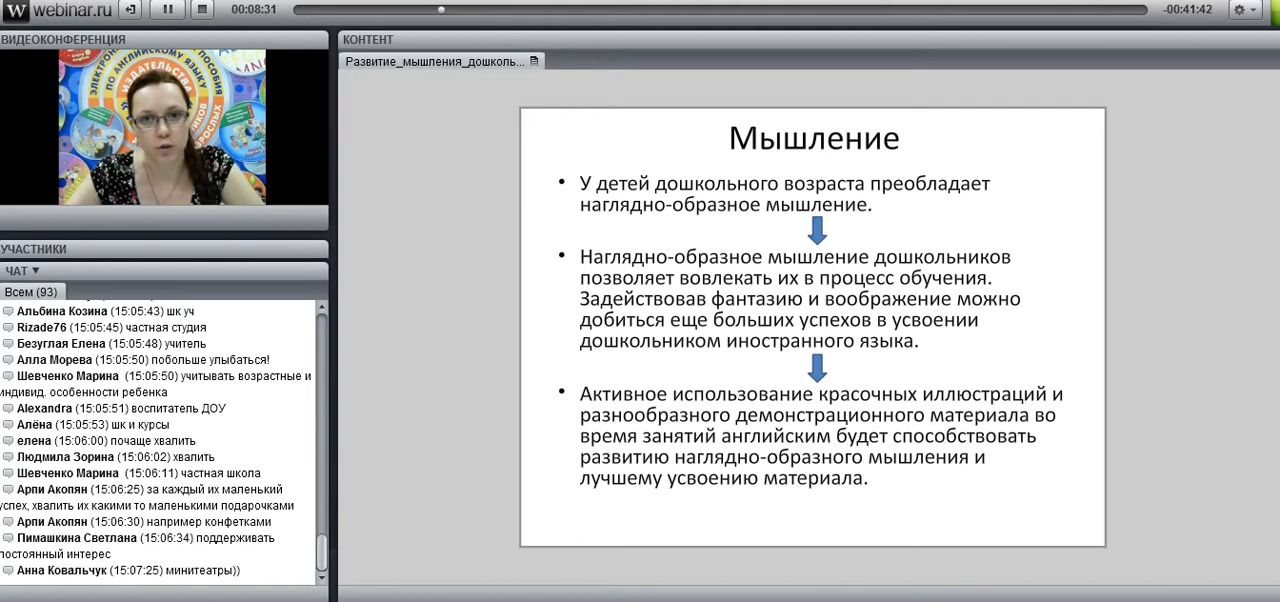 webinar.ru
00:08:31
-00:41:42
ВИДЕОКОНФЕРЕНЦИЯ
КОНТЕНТ
Развитие_мышления_дошколь...
ЭЛЕКТРОННЫЕ ПОСОБИЯ
ПО АНГЛИЙСКОМУ ЯЗЫКУ
ИЗДАТЕЛЬСТВА
УЧАСТНИКИ
ЧАТ
Всем (93)
Альбина Козина (15:05:43) шк уч
Rizade76 (15:05:45) частная студия
Безуглая Елена (15:05:48) учитель
Алла Морева (15:05:50) побольше улыбаться!
Шевченко Марина (15:05:50) учитывать возрастные и
индивид. особенности ребенка
Alexandra (15:05:51) воспитатель ДОУ
Алёна (15:05:53) шк и курсы
елена (15:06:00) почаще хвалить
Людмила Зорина (15:06:02) хвалить
Шевченко Марина (15:06:11) частная школа
Арпи Акопян (15:06:25) за каждый их маленький
успех, хвалить их какими то маленькими подарочками
Арпи Акопян (15:06:30) например конфетками
Пимашкина Светлана (15:06:34) поддерживать
постоянный интерес
Анна Ковальчук (15:07:25) минитеатры))
Мышление
• У детей дошкольного возраста преобладает
наглядно-образное мышление.
• Наглядно-образное мышление дошкольников
позволяет вовлекать их в процесс обучения.
Задействовав фантазию и воображение можно
добиться еще больших успехов в усвоении
дошкольником иностранного языка.
• Активное использование красочных иллюстраций и
разнообразного демонстрационного материала во
время занятий английским будет способствовать
развитию наглядно-образного мышления и
лучшему усвоению материала.